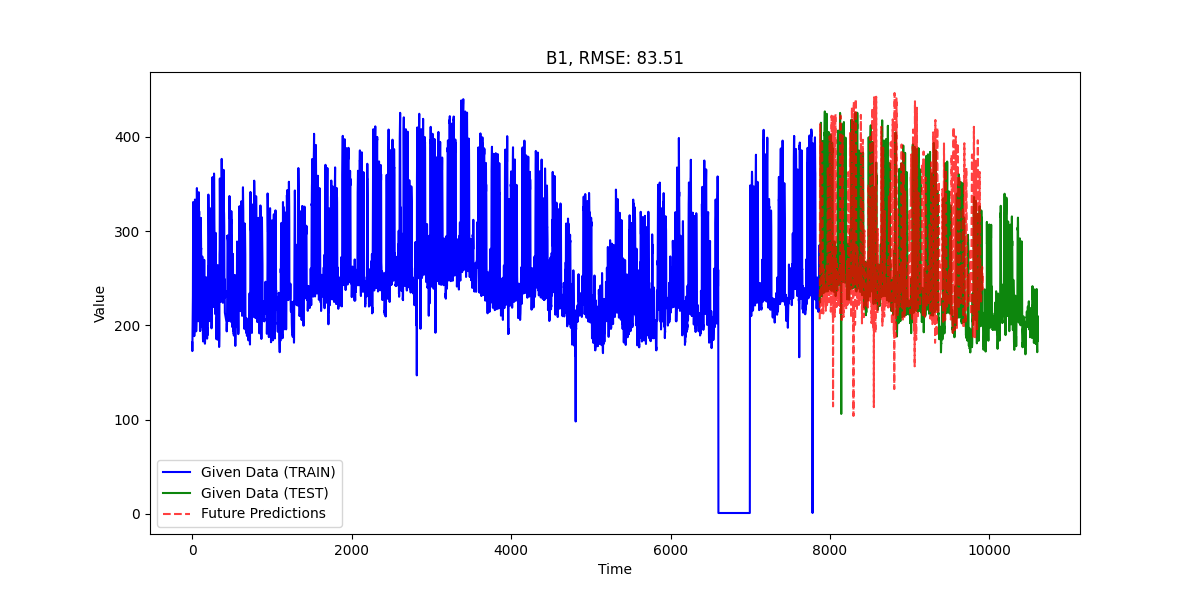 B1, RMSE: 83.51
400
300
200
100
0
Value
Given Data (TRAIN)
Given Data (TEST)
Future Predictions
0 2000 4000 6000 8000 10000
Time